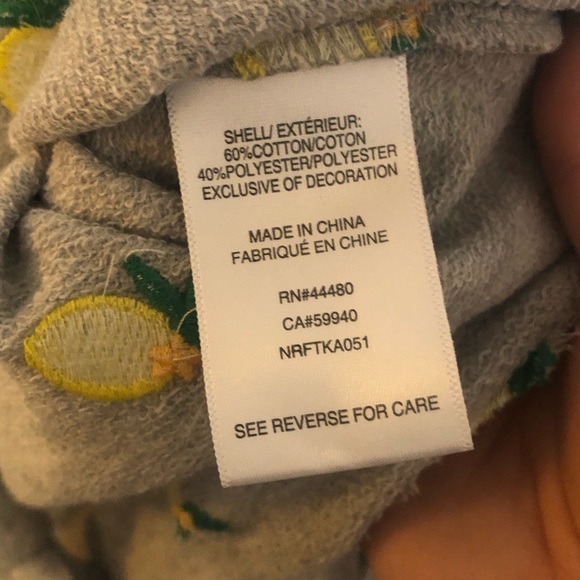 SHELL/ EXTÉRIEUR:
60%COTTON/COTON
40%POLYESTER/POLYESTER
EXCLUSIVE OF DECORATION
MADE IN CHINA
FABRIQUÉ EN CHINE
RN#44480
CA#59940
NRFTKA051
SEE REVERSE FOR CARE